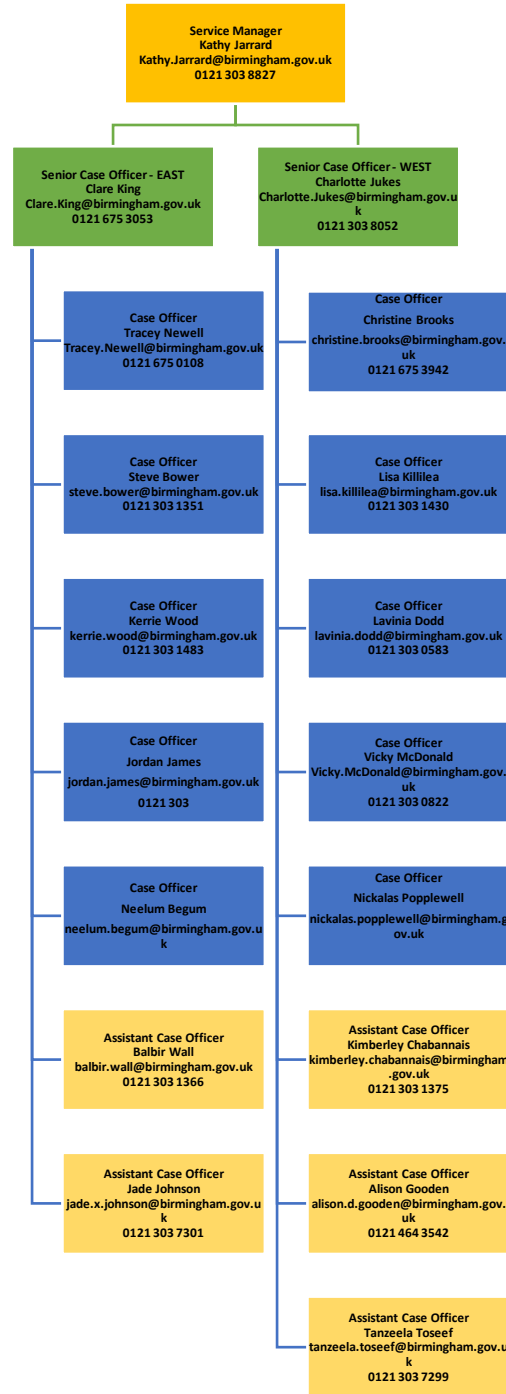 Service Manager
Kathy Jarrard
Kathy.Jarrard@birmingham.gov.uk
0121 303 8827
Senior Case Officer - EAST
Clare King
Clare.King@birmingham.gov.uk
0121 675 3053
Senior Case Officer - WEST
Charlotte Jukes
Charlotte.Jukes@birmingham.gov.u
k
0121 303 8052
Case Officer
Tracey Newell
Tracey.Newell@birmingham.gov.uk
0121 675 0108
Case Officer
Christine Brooks
christine.brooks@birmingham.gov.
uk
0121 675 3942
Case Officer
Steve Bower
steve.bower@birmingham.gov.uk
0121 303 1351
Case Officer
Lisa Killilea
lisa.killilea@birmingham.gov.uk
0121 303 1430
Case Officer
Kerrie Wood
kerrie.wood@birmingham.gov.uk
0121 303 1483
Case Officer
Lavinia Dodd
lavinia.dodd@birmingham.gov.uk
0121 303 0583
Case Officer
Jordan James
jordan.james@birmingham.gov.uk
0121 303
Case Officer
Vicky McDonald
Vicky.McDonald@birmingham.gov.
uk
0121 303 0822
Case Officer
Neelum Begum
neelum.begum@birmingham.gov.u
k
Case Officer
Nickalas Popplewell
nickalas.popplewell@birmingham.g
ov.uk
Assistant Case Officer
Balbir Wall
balbir.wall@birmingham.gov.uk
0121 303 1366
Assistant Case Officer
Kimberley Chabannais
kimberley.chabannais@birmingham
.gov.uk
0121 303 1375
Assistant Case Officer
Jade Johnson
jade.x.johnson@birmingham.gov.u
k
0121 303 7301
Assistant Case Officer
Alison Gooden
alison.d.gooden@birmingham.gov.
uk
0121 464 3542
Assistant Case Officer
Tanzeela Toseef
tanzeela.toseef@birmingham.gov.u
k
0121 303 7299